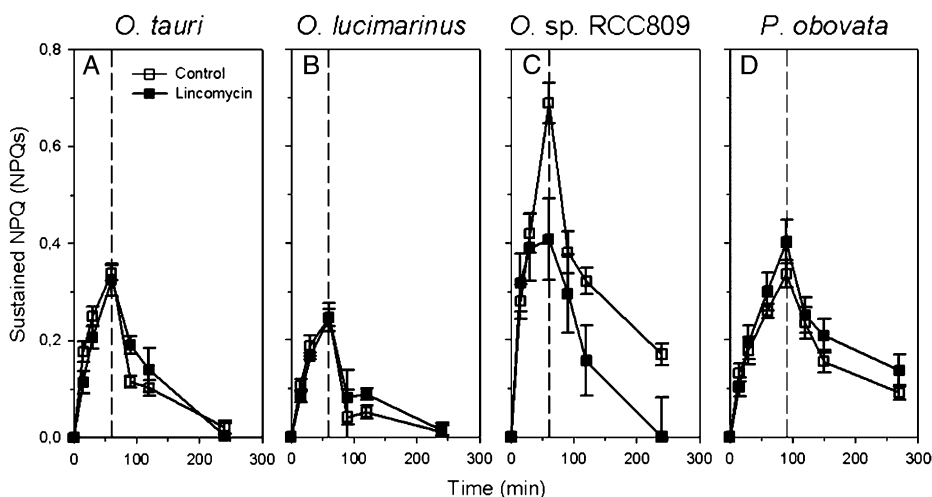 O. tauri
O. lucimarinus
O. sp. RCC809
P. obovata
Sustained NPQ (NPQs)
0.8
0.6
0.4
0.2
0.0
A
Control
Lincomycin
B
C
D
0 100 200 300
0 100 200 300
0 100 200 300
0 100 200 300
Time (min)